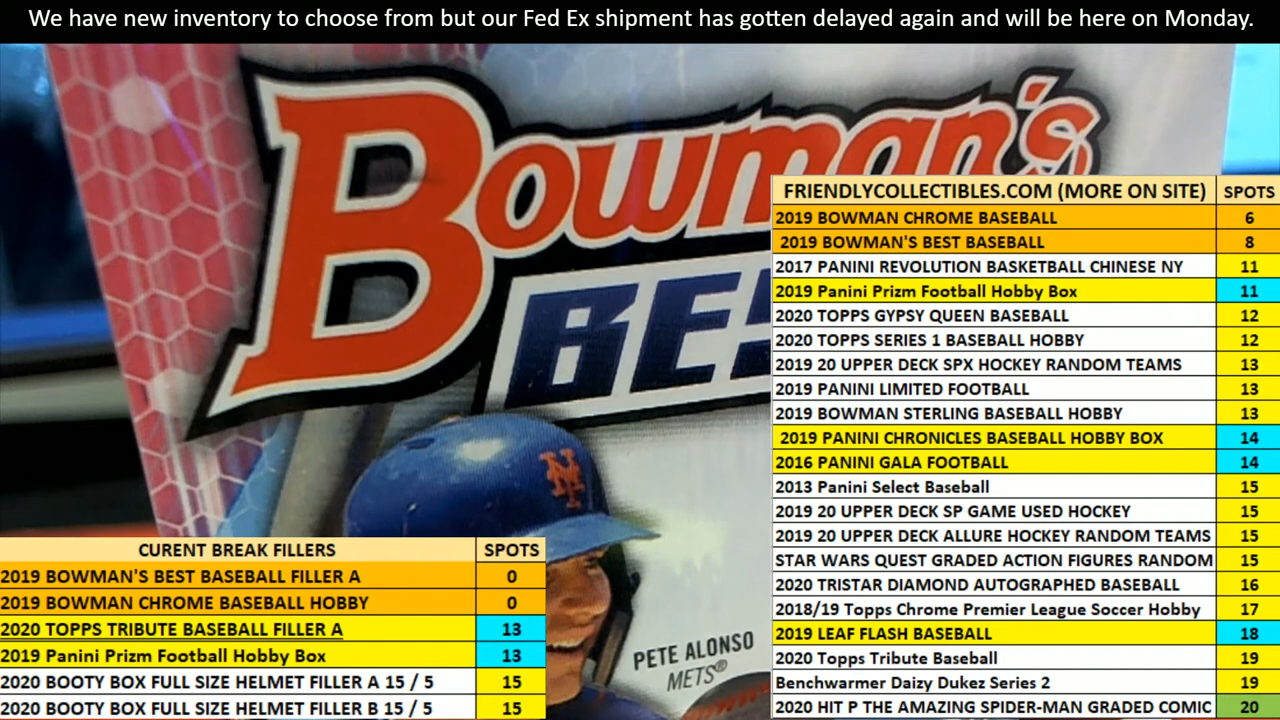 We have new inventory to choose from but our Fed Ex shipment has gotten delayed again and will be here on Monday.
Bowman's
BES
PETE ALONSO
METS®
FRIENDLYCOLLECTIBLES.COM (MORE ON SITE) SPOTS
2019 BOWMAN CHROME BASEBALL 6
2019 BOWMAN'S BEST BASEBALL 8
2017 PANINI REVOLUTION BASKETBALL CHINESE NY 11
2019 Panini Prizm Football Hobby Box 11
2020 TOPPS GYPSY QUEEN BASEBALL 12
2020 TOPPS SERIES 1 BASEBALL HOBBY 12
2019 20 UPPER DECK SPX HOCKEY RANDOM TEAMS 13
2019 PANINI LIMITED FOOTBALL 13
2019 BOWMAN STERLING BASEBALL HOBBY 13
2019 PANINI CHRONICLES BASEBALL HOBBY BOX 14
2016 PANINI GALA FOOTBALL 14
2013 Panini Select Baseball 15
2019 20 UPPER DECK SP GAME USED HOCKEY 15
2019 20 UPPER DECK ALLURE HOCKEY RANDOM TEAMS 15
STAR WARS QUEST GRADED ACTION FIGURES RANDOM 15
2020 TRISTAR DIAMOND AUTOGRAPHED BASEBALL 16
2018/19 Topps Chrome Premier League Soccer Hobby 17
2019 LEAF FLASH BASEBALL 18
2020 Topps Tribute Baseball 19
Benchwarmer Daizy Dukez Series 2 19
2020 HIT P THE AMAZING SPIDER-MAN GRADED COMIC 20
CURENT BREAK FILLERS SPOTS
2019 BOWMAN'S BEST BASEBALL FILLER A 0
2019 BOWMAN CHROME BASEBALL HOBBY 0
2020 TOPPS TRIBUTE BASEBALL FILLER A 13
2019 Panini Prizm Football Hobby Box 13
2020 BOOTY BOX FULL SIZE HELMET FILLER A 15 / 5 15
2020 BOOTY BOX FULL SIZE HELMET FILLER B 15 / 5 15